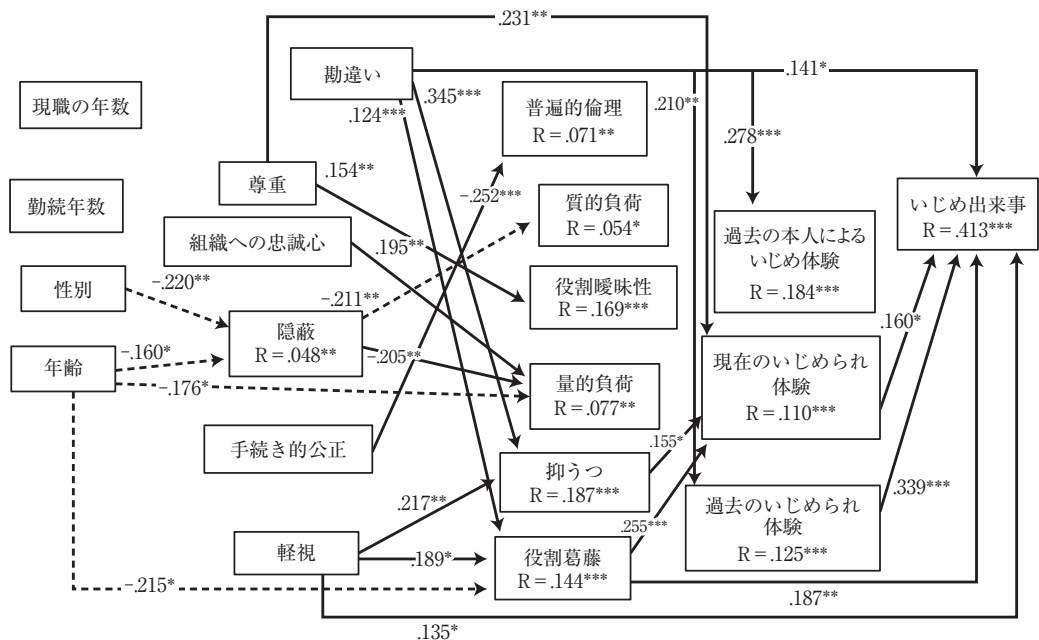 .231**
勘違い
.141*
現職の年数
.345***
.124***
普遍的倫理
R = .071**
.210**
.278***
尊重
.154**
-.252***
勤続年数
質的負荷
R = .054*
いじめ出来事
R = .413***
組織への忠誠心
.195**
過去の本人による
いじめ体験
R = .184***
性別
-.220**
-.211**
役割曖昧性
R = .169***
隠蔽
R = .048**
.160*
年齢
-.160*
-.205**
-.176*
現在のいじめられ
体験
R = .110***
量的負荷
R = .077**
手続き的公正
.155*
抑うつ
R = .187***
.217**
.339***
過去のいじめられ
体験
R = .125***
.255***
軽視
.189*
役割葛藤
R = .144***
-.215*
.187**
.135*